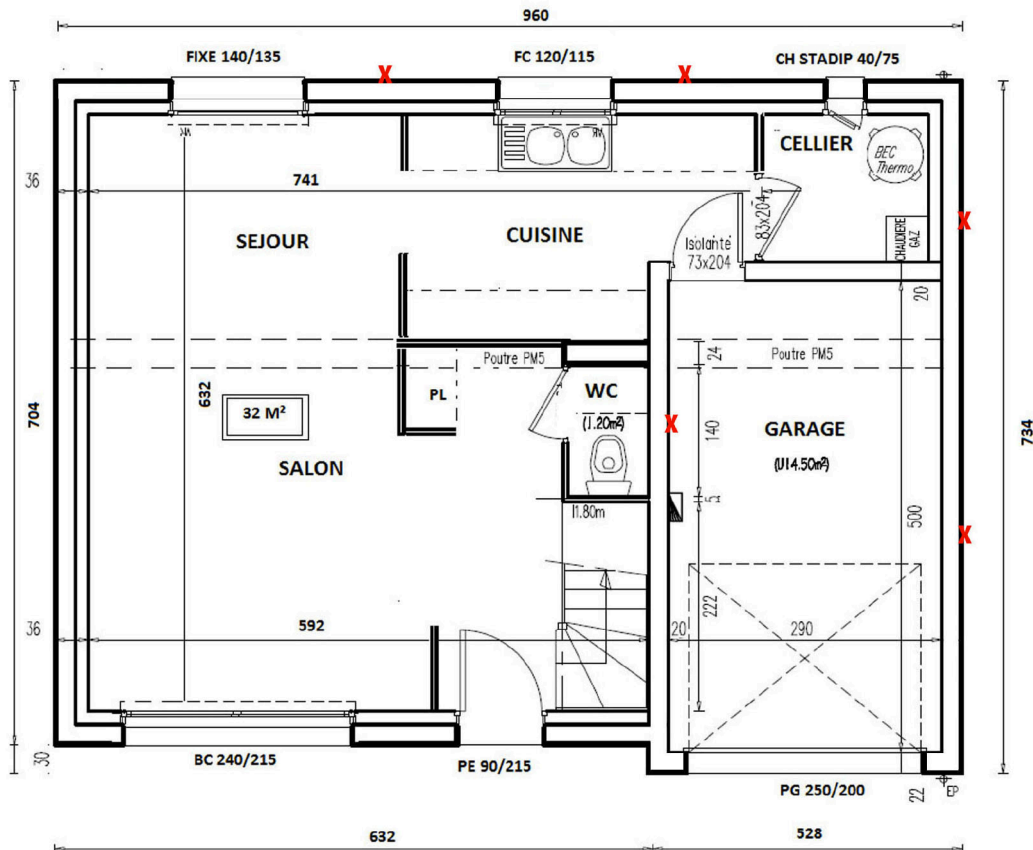 960
FIXE 140/135
FC 120/115
CH STADIP 40/75
X
X
CELLIER
BEC
Thermo
36
741
83x204
SEJOUR
CUISINE
Isolante
73x204
CHAUDIERE
GAZ
X
20
Poutre PM5
24
Poutre PM5
704
632
32 M²
PL
WC
(1.20m²)
X
140
GARAGE
(U14.50m²)
734
SALON
5
H1.80m
500
X
36
592
222
20
290
30
BC 240/215
PE 90/215
PG 250/200
22
EP
632
528